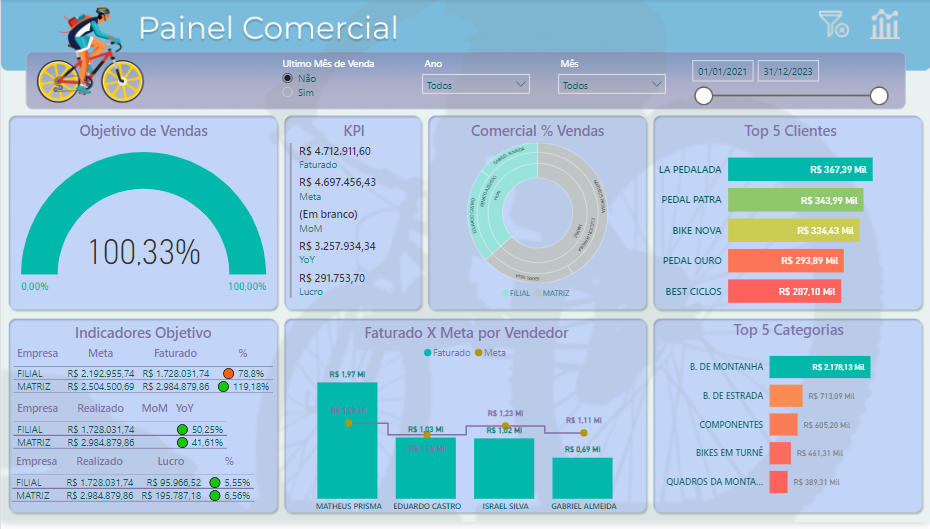 Painel Comercial
Ultimo Mês de Venda
Não
Sim
Ano
Todos
Mês
Todos
01/01/2021 31/12/2023
Objetivo de Vendas
100,33%
0,00% 100,00%
KPI
R$ 4.712.911,60
Faturado
R$ 4.697.456,43
Meta
(Em branco)
MoM
R$ 3.257.934,34
YoY
R$ 291.753,70
Lucro
Comercial % Vendas
GABRIEL ALMEIDA
EDUARDO CASTRO
FILIAL
MATHEUS PRISMA
MATRIZ
ISRAEL SILVA
FILIAL MATRIZ
Top 5 Clientes
LA PEDALADA R$ 367,39 Mil
PEDAL PATRA R$ 343,99 Mil
BIKE NOVA R$ 334,43 Mil
PEDAL OURO R$ 293,89 Mil
BEST CICLOS R$ 287,10 Mil
Indicadores Objetivo
Empresa Meta Faturado %
FILIAL R$ 2.192.955,74 R$ 1.728.031,74 78,8%
MATRIZ R$ 2.504.500,69 R$ 2.984.879,86 119,18%
Empresa Realizado MoM YoY
FILIAL R$ 1.728.031,74 50,25%
MATRIZ R$ 2.984.879,86 41,61%
Empresa Realizado Lucro %
FILIAL R$ 1.728.031,74 R$ 95.966,52 5,55%
MATRIZ R$ 2.984.879,86 R$ 195.787,18 6,56%
Faturado X Meta por Vendedor
Faturado Meta
R$ 1,97 Mi
R$ 1,03 Mi
R$ 1,23 Mi
R$ 1,02 Mi
R$ 1,11 Mi
R$ 0,69 Mi
MATHEUS PRISMA EDUARDO CASTRO ISRAEL SILVA GABRIEL ALMEIDA
Top 5 Categorias
B. DE MONTANHA R$ 2.178,13 Mil
B. DE ESTRADA R$ 713,09 Mil
COMPONENTES R$ 605,20 Mil
BIKES EM TURNÊ R$ 461,31 Mil
QUADROS DA MONTA... R$ 389,31 Mil